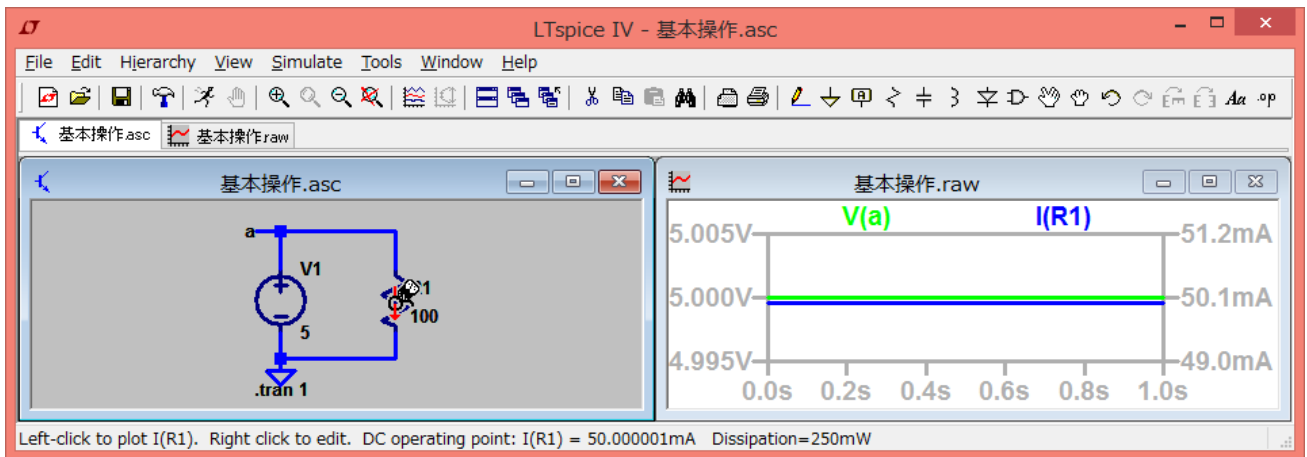 LTspice IV - 基本操作.asc
File Edit Hierarchy View Simulate Tools Window Help
Aa .op
基本操作.asc 基本操作.raw
基本操作.asc
a
V1
5
100
.tran 1
基本操作.raw
V(a) I(R1)
5.005V 51.2mA
5.000V 50.1mA
4.995V 49.0mA
0.0s 0.2s 0.4s 0.6s 0.8s 1.0s
Left-click to plot I(R1). Right click to edit. DC operating point: I(R1) = 50.000001mA Dissipation=250mW